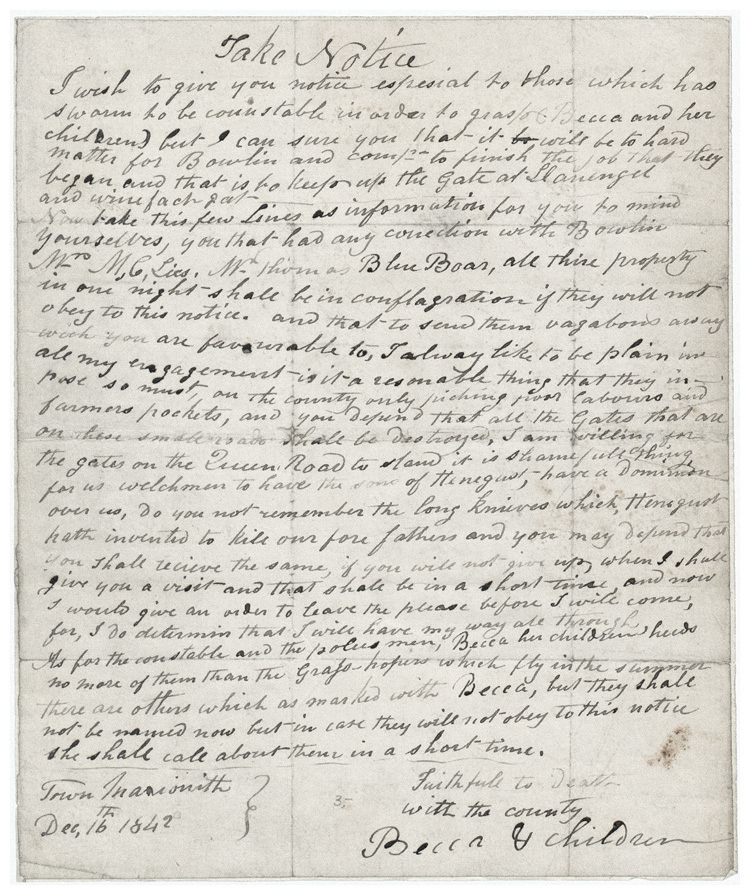 Take Notice
I wish to give you notice espesial to those which has
sworm to be counstable in order to grasp (Becca and her
children) but I can sure you that it be will be to hard
matter for Bowlin and compy to finish the job that they
began and that is to keep up the Gate at Llanengel
and winefact gat
Now take this few Lines as information for you to mind
yourselves, you that had any conection with Bowlin
Mrs M,C, Lies. Mr thomas Blue Boar, all thire property
in one night shall be in conflagration if they will not
obey to this notice. and that to send them vagabons away
wich you are favourable to, I alway like to be plain in
all my engagement is it a resonable thing that they in-
pose so must, on the county only picking poor Labours and
farmers pockets, and you depend that all the Gates that are
on these small roads shall be destroyed, I am willing for
the gates on the Queen Road to stand it is shamefull thing
for us welchmen to have the sons of Henegust, have a Dominion
over us, do you not remember the long knieves which Henegust
hath invented to kill our fore fathers and you may depend that
you shall recieve the same, if you will not give up, when I shall
give you a visit and that shall be in a short time, and now
I would give an order to leave the please before I will come,
for, I do determin that I will have my way all through
As for the constable and the poleesmen, Becca her children heeds
no more of them than the Grass-hopers which fly in the summer
there are others which as marked with Becca, but they shall
not be named now but in case they will not obey to this notice
she shall call about them in a short time.
Town
Dec, 16th 1842
3,
Faithfull to Death
with the county
Becca & children